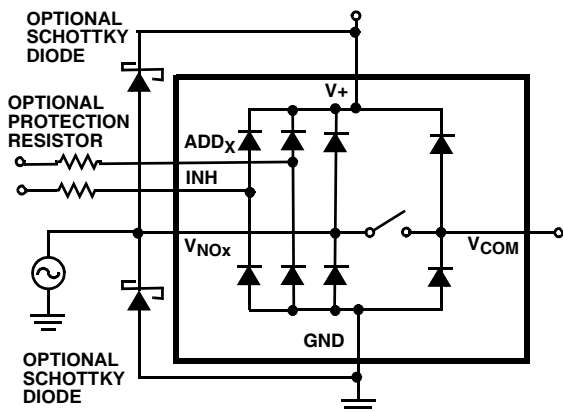 OPTIONAL
SCHOTTKY
DIODE
OPTIONAL
PROTECTION
RESISTOR
V+
ADDX
INH
VNOx
VCOM
GND
OPTIONAL
SCHOTTKY
DIODE